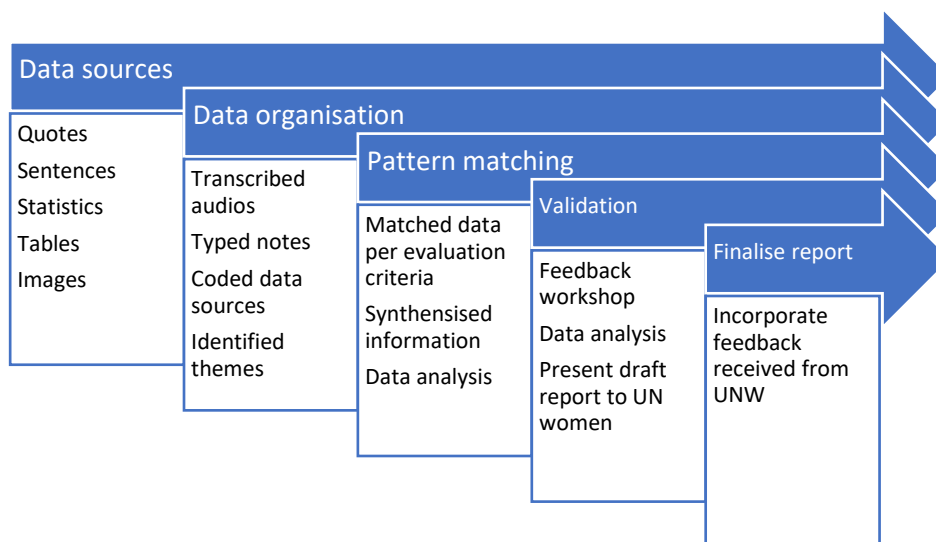 Data sources
Quotes
Sentences
Statistics
Tables
Images
Data organisation
Transcribed
audios
Typed notes
Coded data
sources
Identified
themes
Pattern matching
Matched data
per evaluation
criteria
Synthensised
information
Data analysis
Validation
Feedback
workshop
Data analysis
Present draft
report to UN
women
Finalise report
Incorporate
feedback
received from
UNW